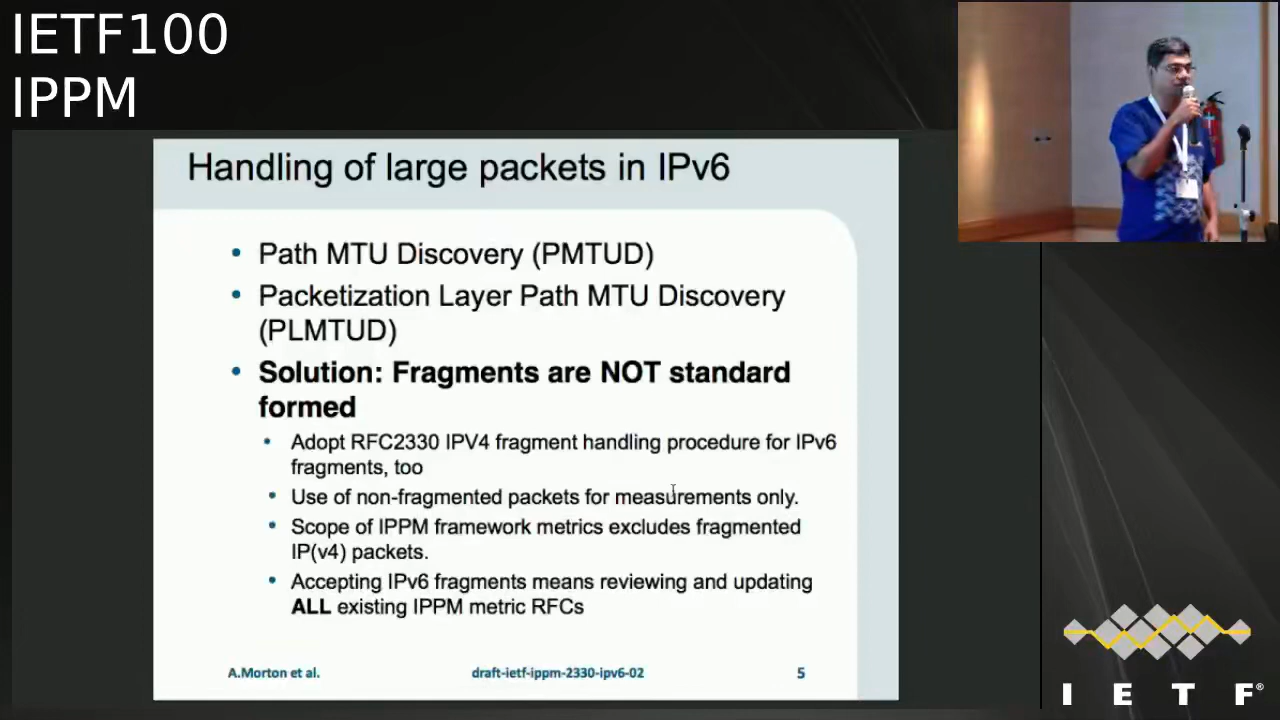 IETF100
IPPM
Handling of large packets in IPv6
• Path MTU Discovery (PMTUD)
• Packetization Layer Path MTU Discovery
(PLMTUD)
• Solution: Fragments are NOT standard
formed
• Adopt RFC2330 IPV4 fragment handling procedure for IPv6
fragments, too
• Use of non-fragmented packets for measurements only.
• Scope of IPPM framework metrics excludes fragmented
IP(v4) packets.
• Accepting IPv6 fragments means reviewing and updating
ALL existing IPPM metric RFCs
A.Morton et al.
draft-ietf-ippm-2330-ipv6-02
5
I E T F®